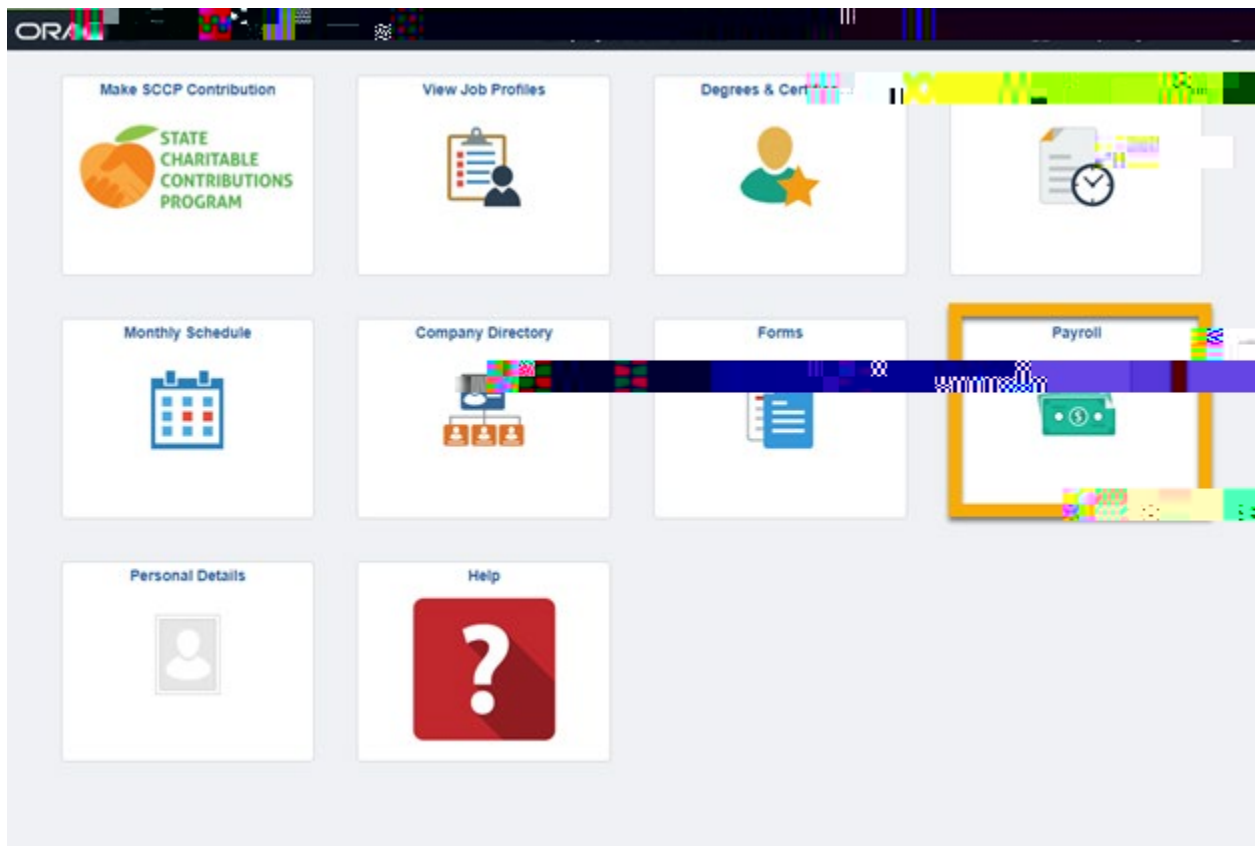 Make SCCP Contribution
View Job Profiles
Degrees &
STATE
CHARITABLE
CONTRIBUTIONS
PROGRAM
Monthly Schedule
Company Directory
Forms
Payroll
$
Personal Details
Help
?